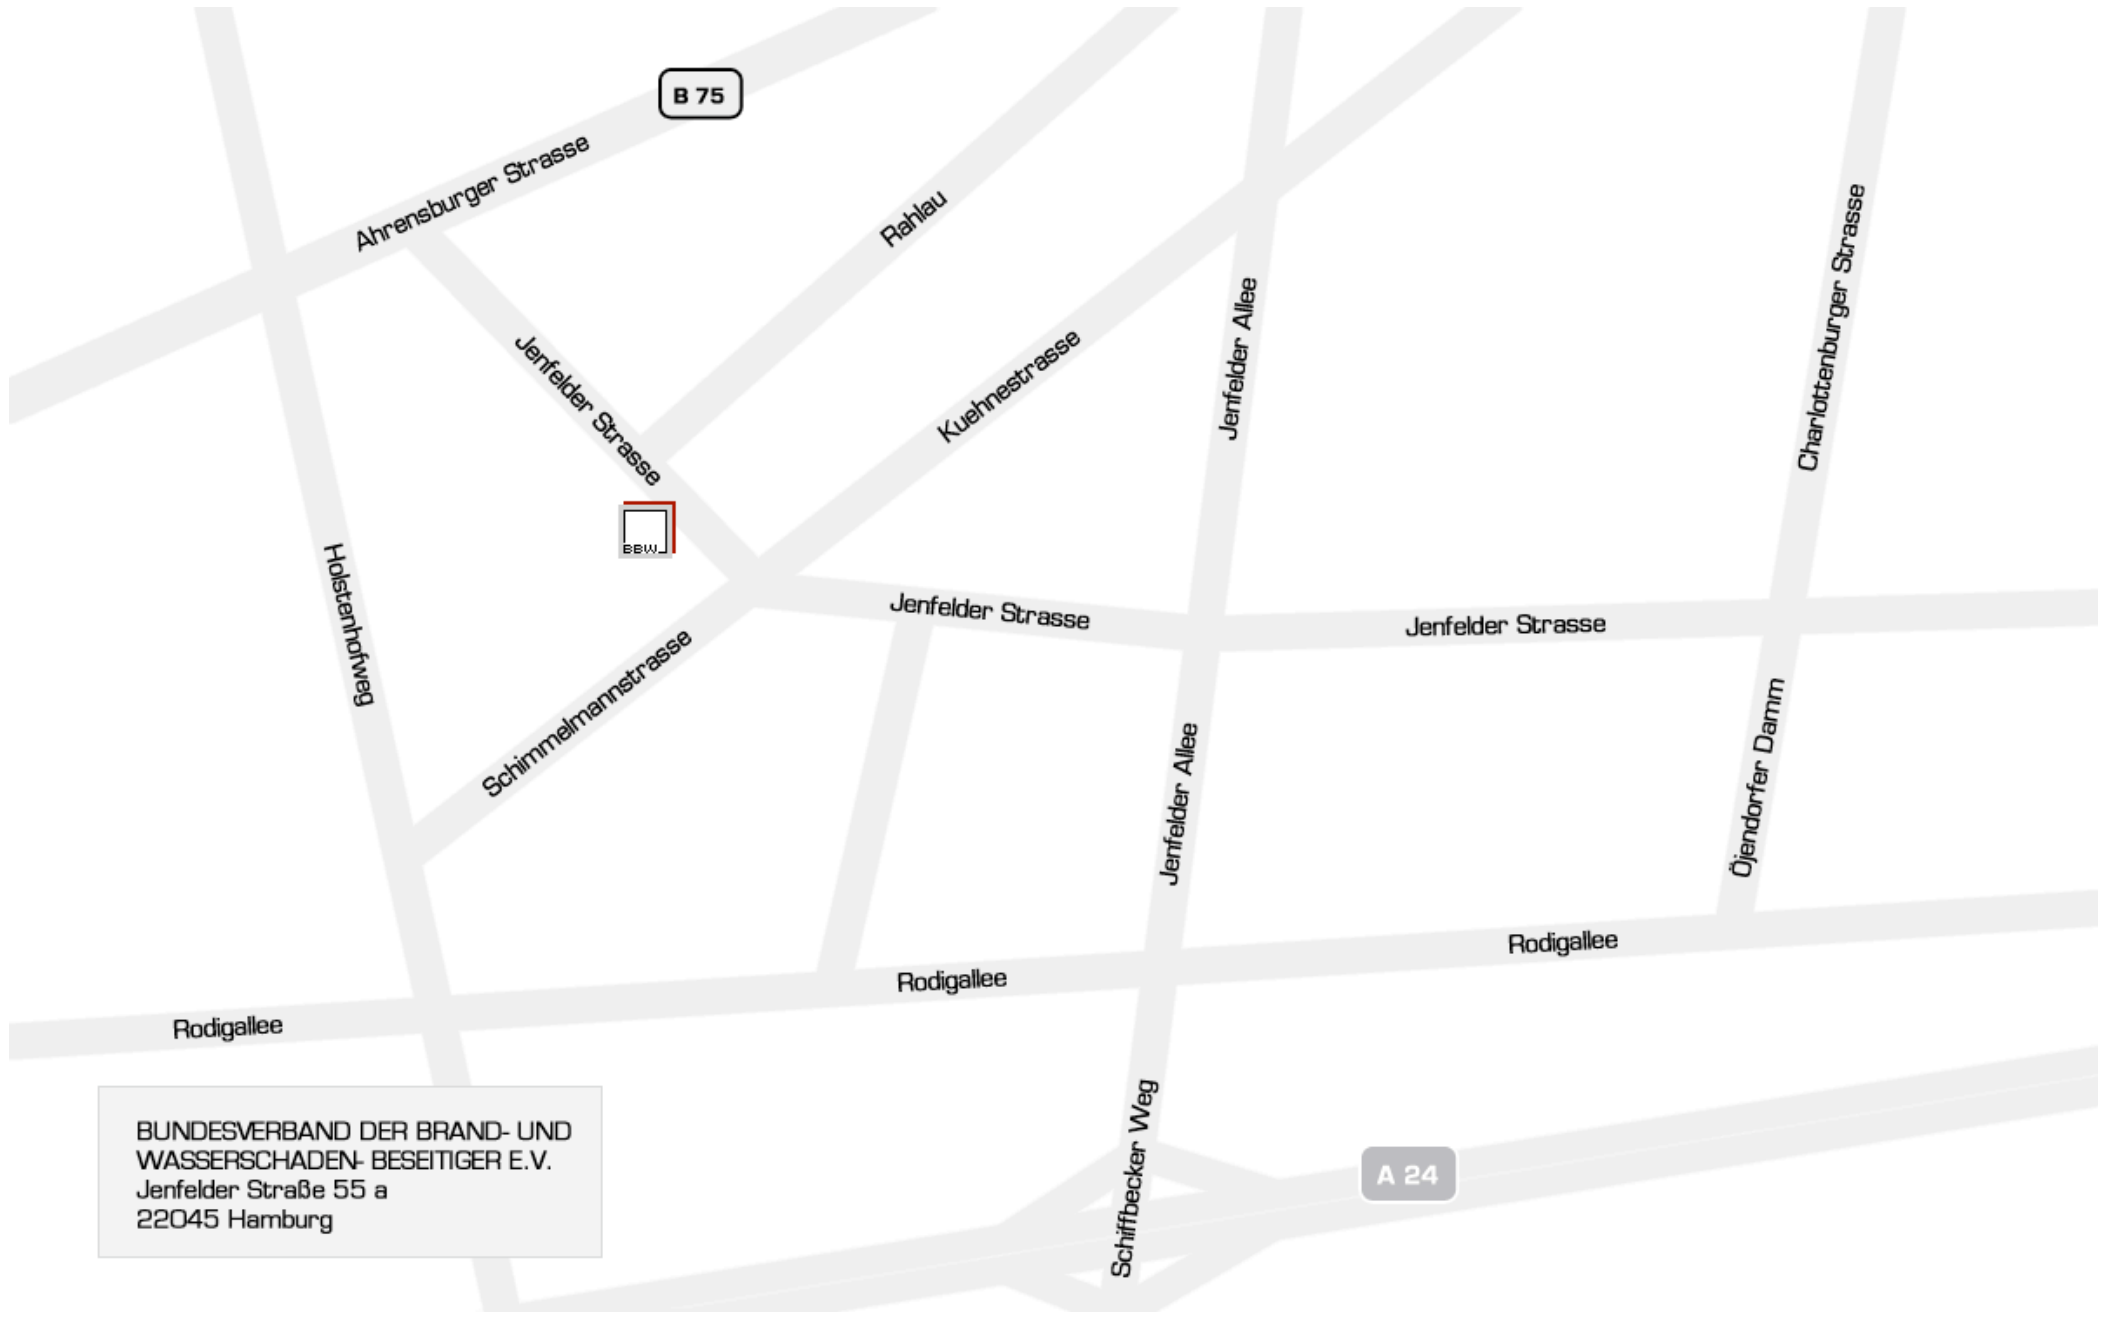 B 75
Ahrensburger Strasse
Rahlau
Charlottenburger Strasse
Jenfelder Allee
Kuehnestrasse
Jenfelder Strasse
BBW
Holstenhofweg
Jenfelder Strasse
Jenfelder Strasse
Schimmelmannstrasse
Öjendorfer Damm
Jenfelder Allee
Rodigallee
Rodigallee
Rodigallee
Schiffbecker Weg
A 24
BUNDESVERBAND DER BRAND- UND
WASSERSCHADEN- BESEITIGER E.V.
Jenfelder Straße 55 a
22045 Hamburg